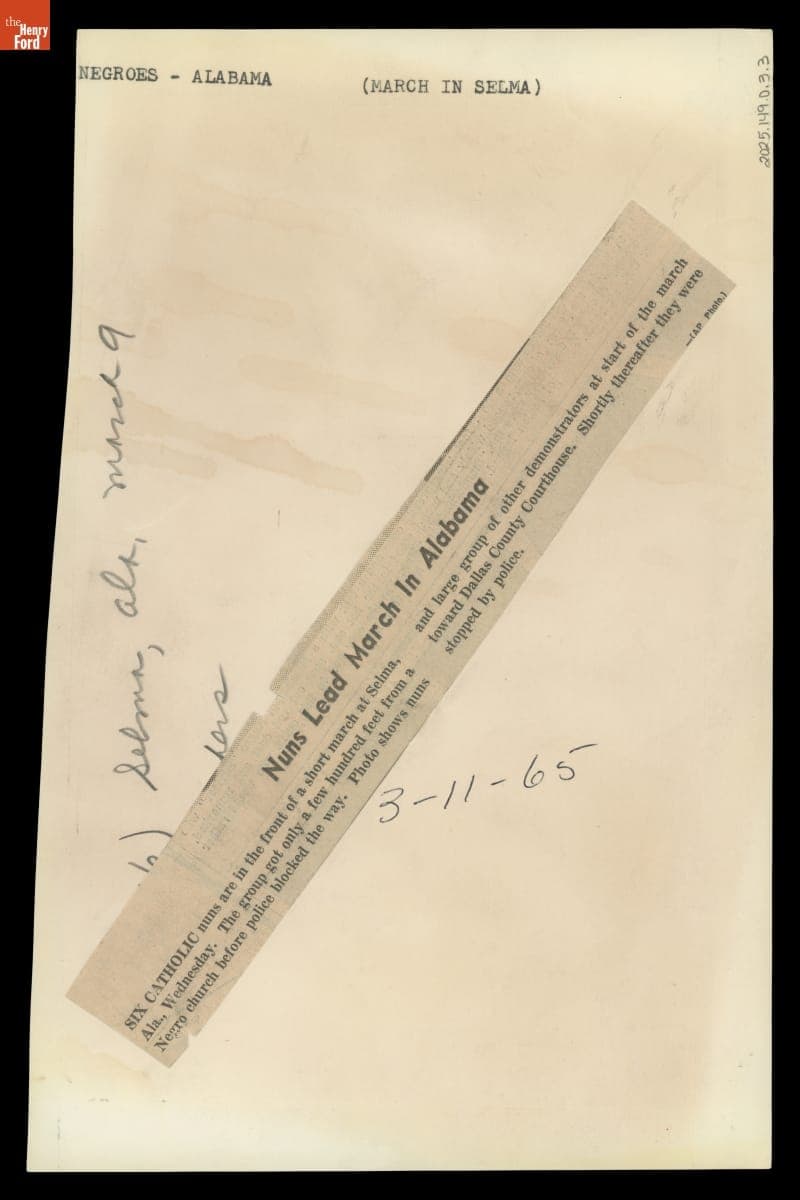 the
Henry
Ford
NEGROES - ALABAMA (MARCH IN SELMA)
2025.149.0.3.3
Selma, ala, march 9
ders
Nuns Lead March In Alabama
SIX CATHOLIC nuns are in the front of a short march at Selma,
Ala., Wednesday. The group got only a few hundred feet from a
Negro church before police blocked the way. Photo shows nuns
and large group of other demonstrators at start of the march
toward Dallas County Courthouse. Shortly thereafter they were
stopped by police.
—(AP Photo.)
3-11-65